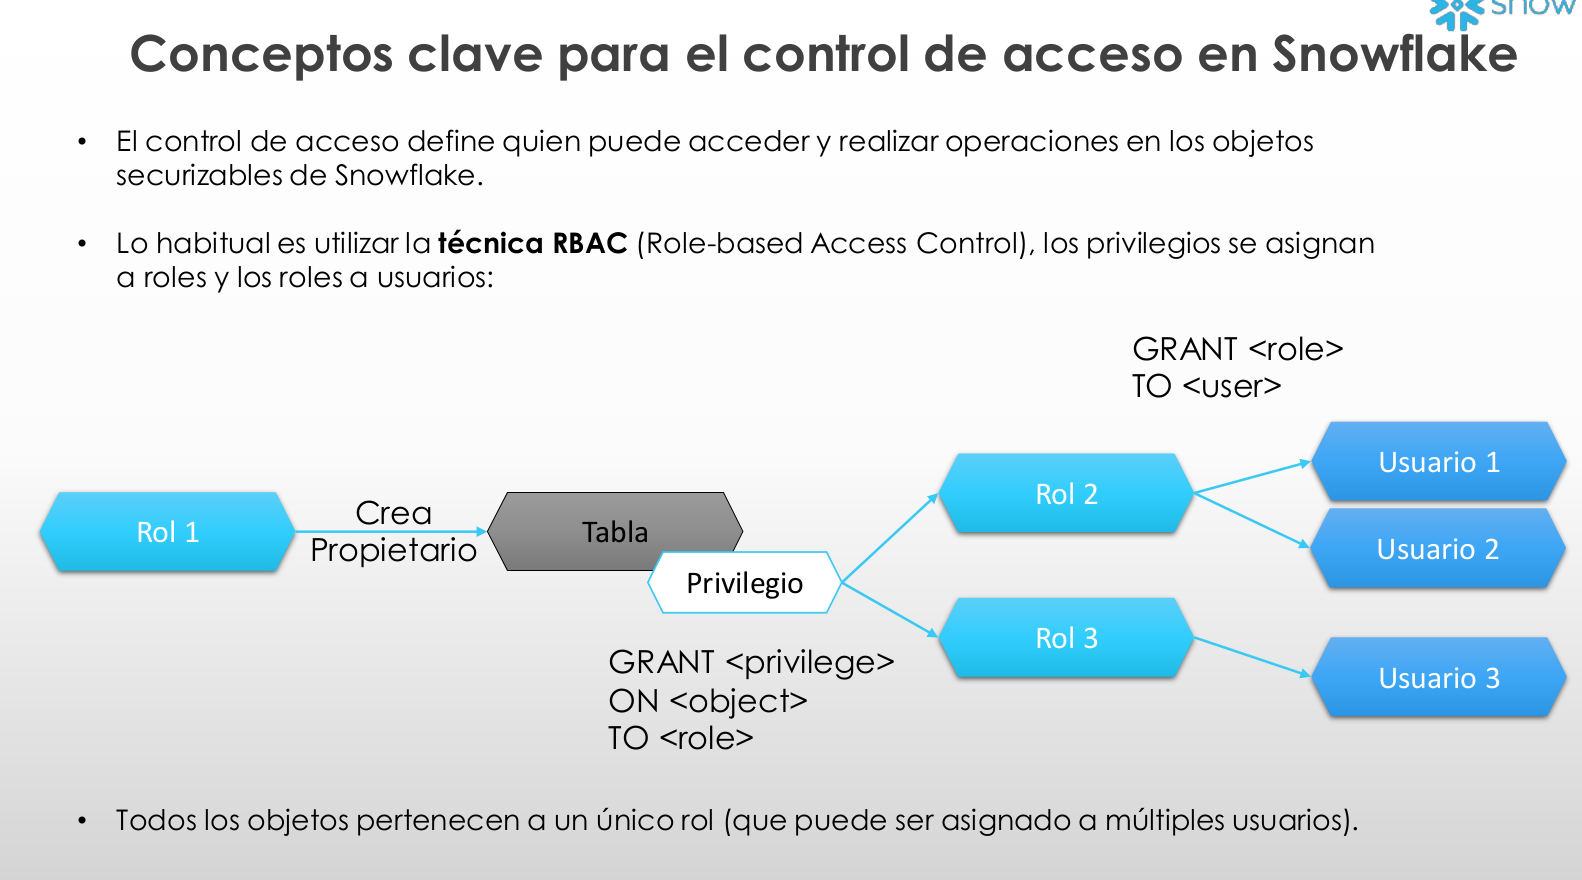 snow
Conceptos clave para el control de acceso en Snowflake
• El control de acceso define quien puede acceder y realizar operaciones en los objetos
securizables de Snowflake.
• Lo habitual es utilizar la técnica RBAC (Role-based Access Control), los privilegios se asignan
a roles y los roles a usuarios:
GRANT <role>
TO <user>
Rol 1
Crea
Propietario
Tabla
Privilegio
GRANT <privilege>
ON <object>
TO <role>
Rol 2
Rol 3
Usuario 1
Usuario 2
Usuario 3
• Todos los objetos pertenecen a un único rol (que puede ser asignado a múltiples usuarios).